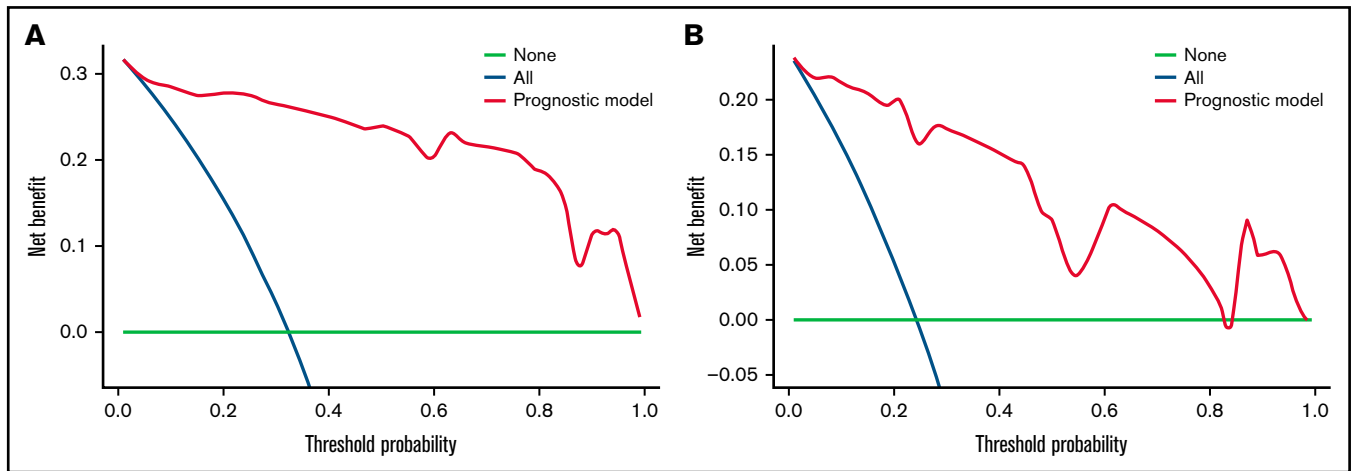 A
None
All
Prognostic model
Net benefit
0.3
0.2
0.1
0.0
0.0 0.2 0.4 0.6 0.8 1.0
Threshold probability
B
None
All
Prognostic model
Net benefit
0.20
0.15
0.10
0.05
0.00
−0.05
0.0 0.2 0.4 0.6 0.8 1.0
Threshold probability